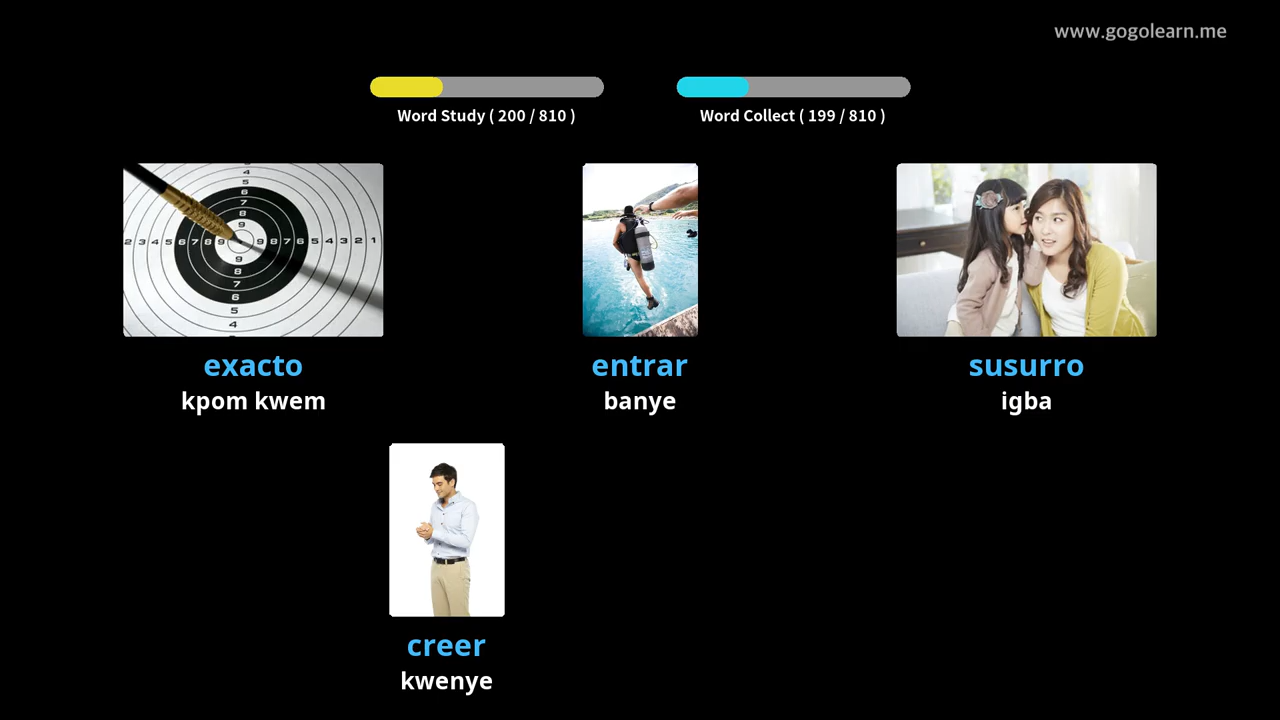 www.gogolearn.me
Word Study ( 200 / 810 )
Word Collect ( 199 / 810 )
exacto
kpom kwem
entrar
banye
susurro
igba
creer
kwenye